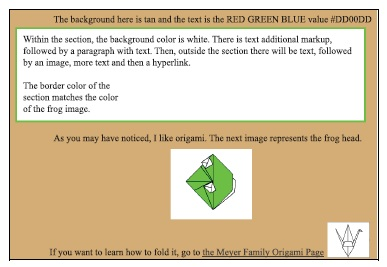 The background here is tan and the text is the RED GREEN BLUE value #DD00DD
Within the section, the background color is white. There is text additional markup,
followed by a paragraph with text. Then, outside the section there will be text, followed
by an image, more text and then a hyperlink.
The border color of the
section matches the color
of the frog image.
As you may have noticed, I like origami. The next image represents the frog head.
If you want to learn how to fold it, go to the Meyer Family Origami Page